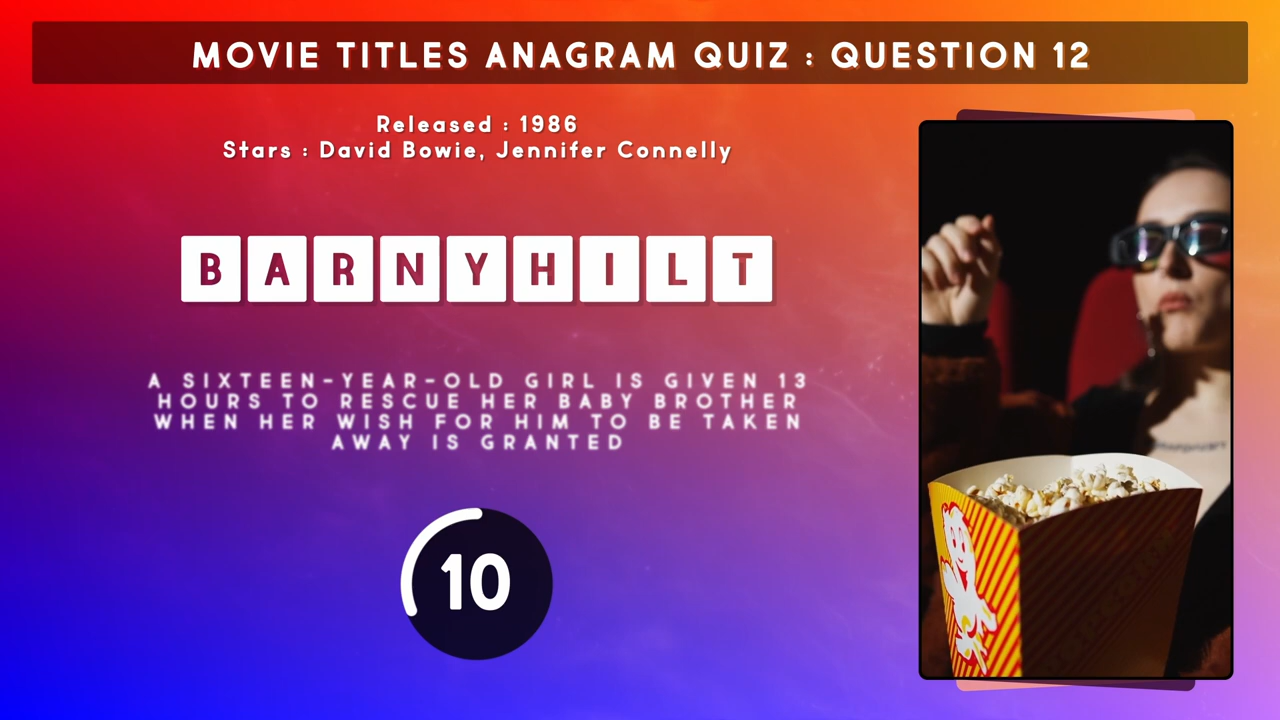 MOVIE TITLES ANAGRAM QUIZ : QUESTION 12
Released : 1986
Stars : David Bowie, Jennifer Connelly
BARNYHILT
A SIXTEEN-YEAR-OLD GIRL IS GIVEN 13
HOURS TO RESCUE HER BABY BROTHER
WHEN HER WISH FOR HIM TO BE TAKEN
AWAY IS GRANTED
10